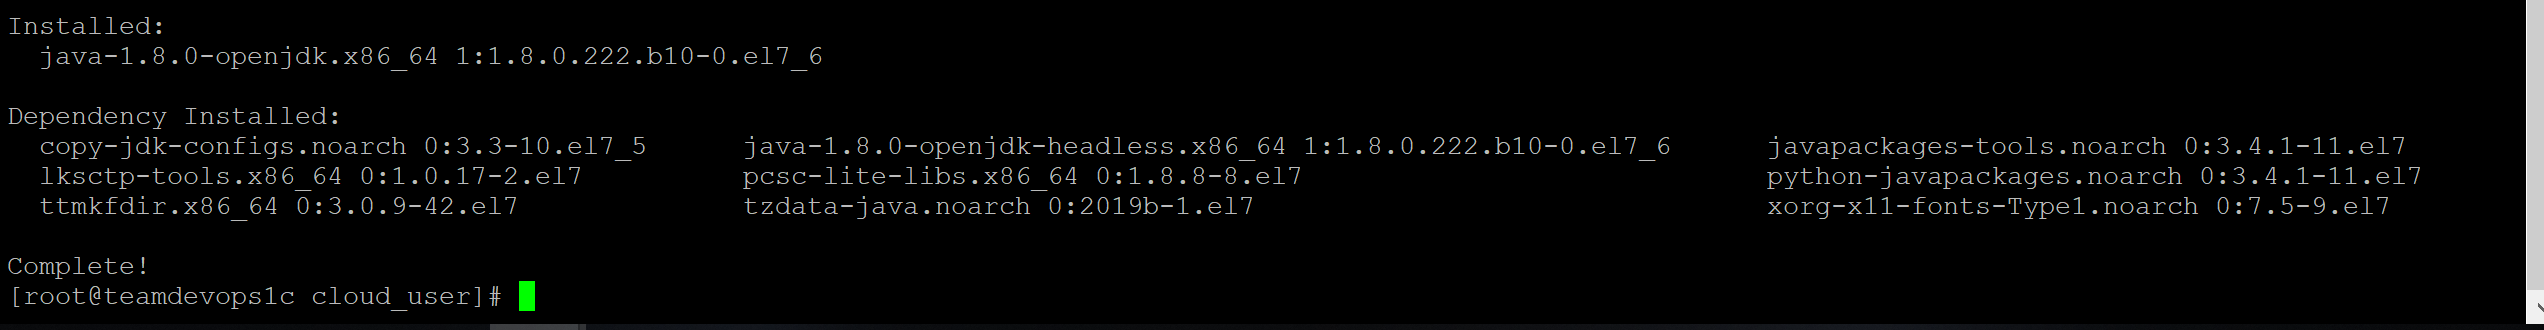 Installed:
java-1.8.0-openjdk.x86_64 1:1.8.0.222.b10-0.el7_6
Dependency Installed:
copy-jdk-configs.noarch 0:3.3-10.el7_5 java-1.8.0-openjdk-headless.x86_64 1:1.8.0.222.b10-0.el7_6 javapackages-tools.noarch 0:3.4.1-11.el7
lksctp-tools.x86_64 0:1.0.17-2.el7 pcsc-lite-libs.x86_64 0:1.8.8-8.el7 python-javapackages.noarch 0:3.4.1-11.el7
ttmkfdir.x86_64 0:3.0.9-42.el7 tzdata-java.noarch 0:2019b-1.el7 xorg-x11-fonts-Type1.noarch 0:7.5-9.el7
Complete!
[root@teamdevops1c cloud_user]#